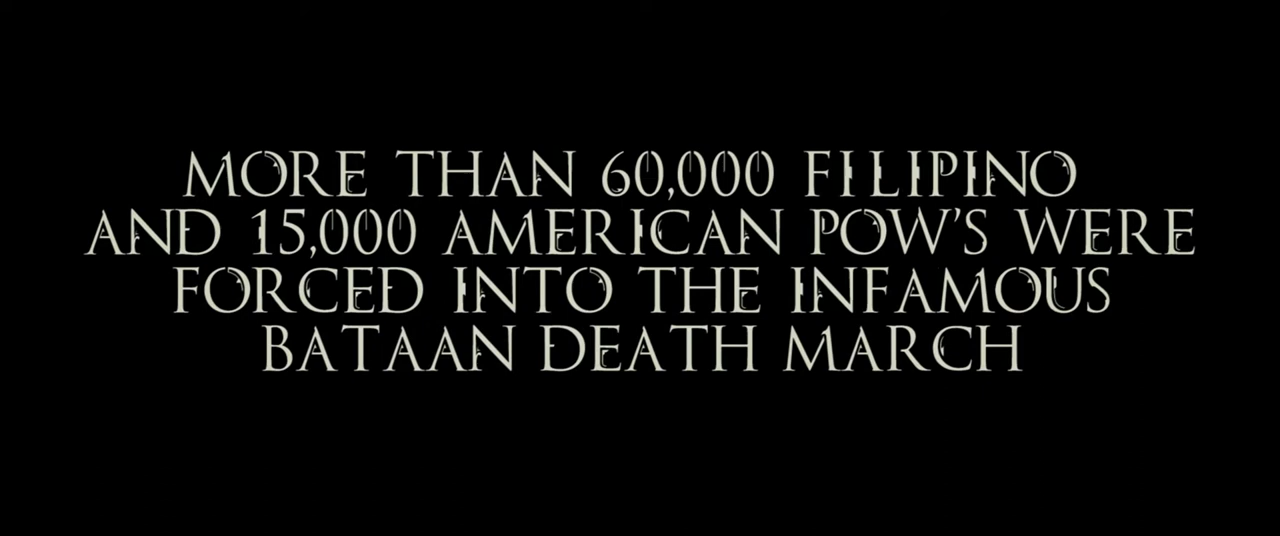 MORE THAN 60,000 FILIPINO
AND 15,000 AMERICAN POW'S WERE
FORCED INTO THE INFAMOUS
BATAAN DEATH MARCH